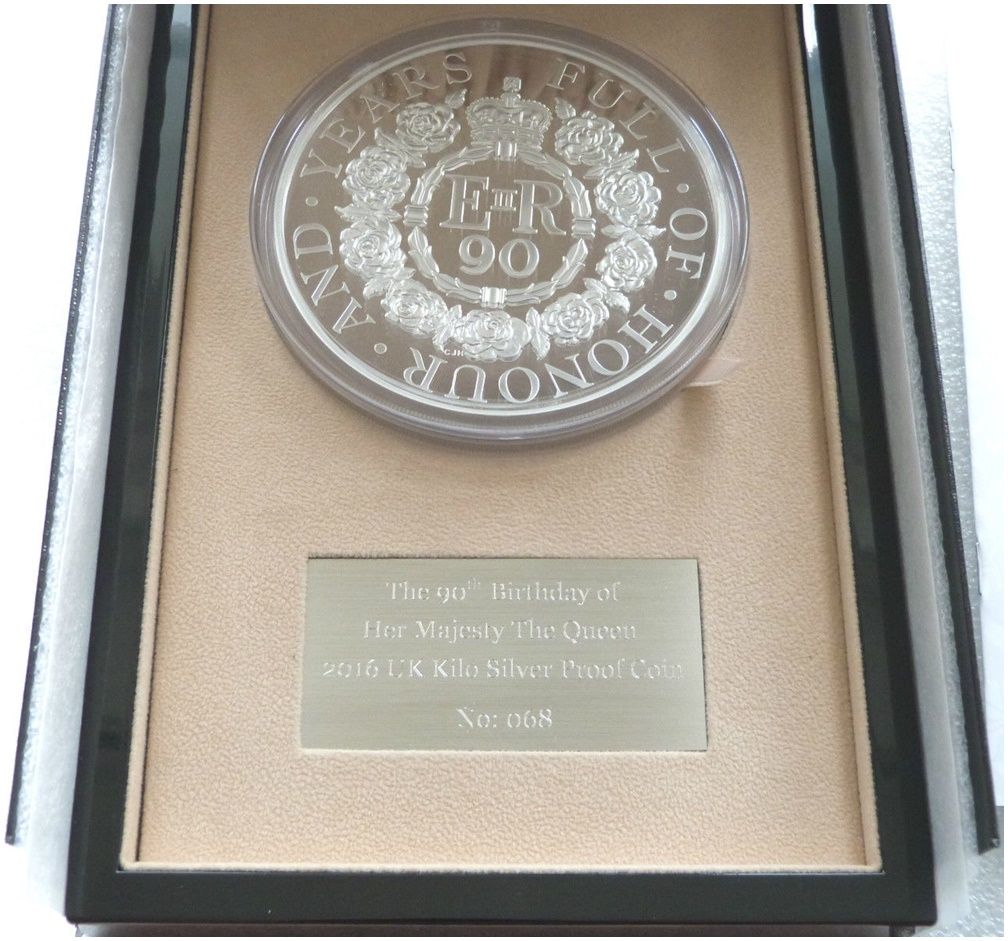 FULL · OF · HONOUR · AND · YEARS
EIIR
90
CJH
The 90th Birthday of
Her Majesty The Queen
2016 UK Kilo Silver Proof Coin
No: 068